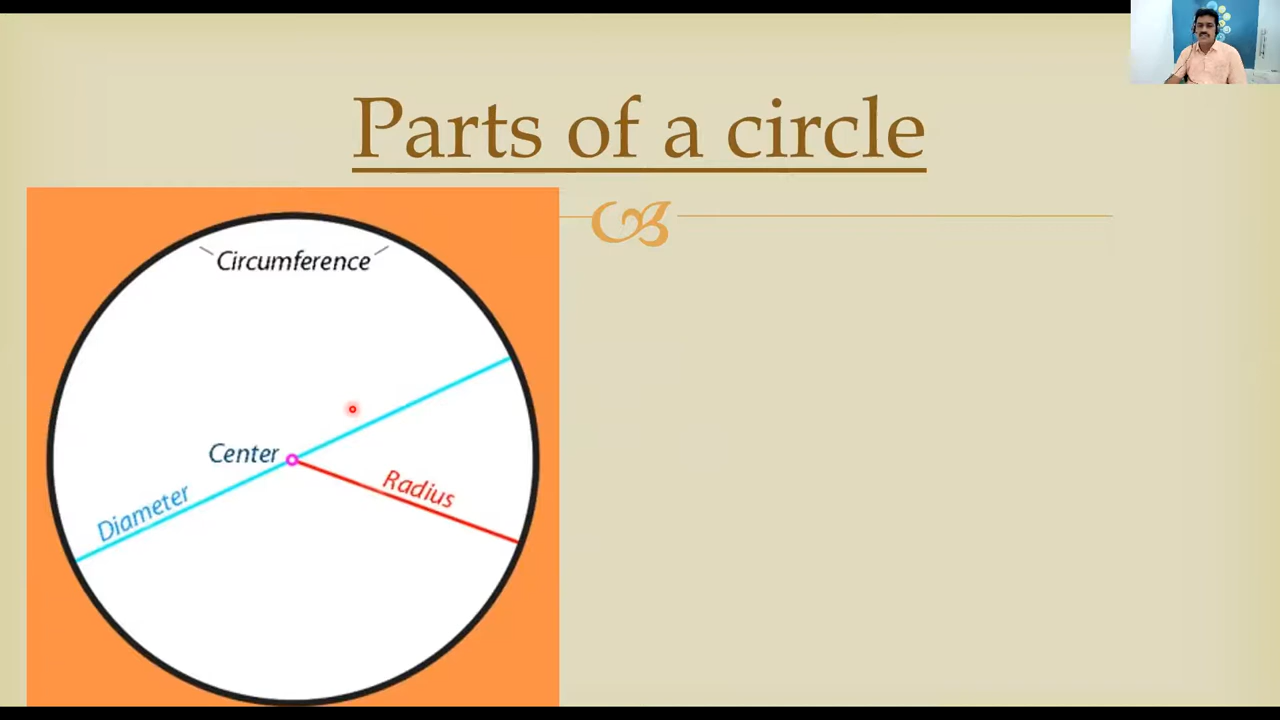 Parts of a circle
Circumference
Center
Radius
Diameter